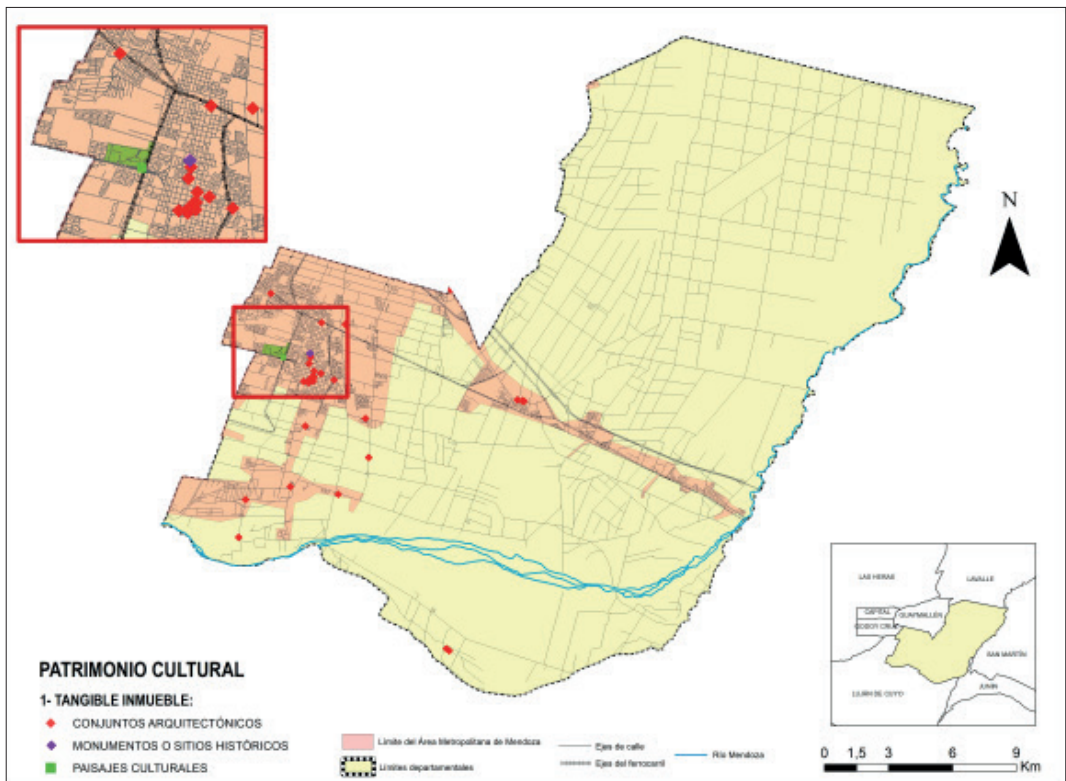 N
LAS HERAS
LAVALLE
CAPITAL
GUAYMALLÉN
GODOY CRUZ
SAN MARTÍN
JUNÍN
LUJÁN DE CUYO
PATRIMONIO CULTURAL
1- TANGIBLE INMUEBLE:
CONJUNTOS ARQUITECTÓNICOS
MONUMENTOS O SITIOS HISTÓRICOS
PAISAJES CULTURALES
Límite del Área Metropolitana de Mendoza
Límites departamentales
Ejes de calle
Ejes del ferrocarril
Río Mendoza
0 1,5 3 6 9
Km